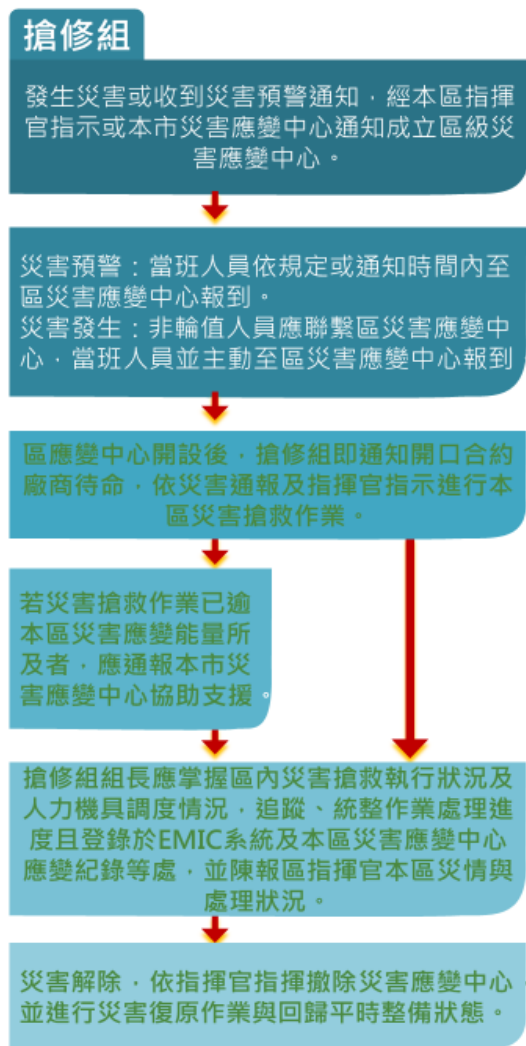 搶修組
發生災害或收到災害預警通知，經本區指揮
官指示或本市災害應變中心通知成立區級災
害應變中心。
災害預警：當班人員依規定或通知時間內至
區災害應變中心報到。
災害發生：非輪值人員應聯繫區災害應變中
心，當班人員並主動至區災害應變中心報到
區應變中心開設後，搶修組即通知開口合約
廠商待命，依災害通報及指揮官指示進行本
區災害搶救作業。
若災害搶救作業已逾
本區災害應變能量所
及者，應通報本市災
害應變中心協助支援。
搶修組組長應掌握區內災害搶救執行狀況及
人力機具調度情況，追蹤、統整作業處理進
度且登錄於EMIC系統及本區災害應變中心
應變紀錄等處，並陳報區指揮官本區災情與
處理狀況。
災害解除，依指揮官指揮撤除災害應變中心，
並進行災害復原作業與回歸平時整備狀態。